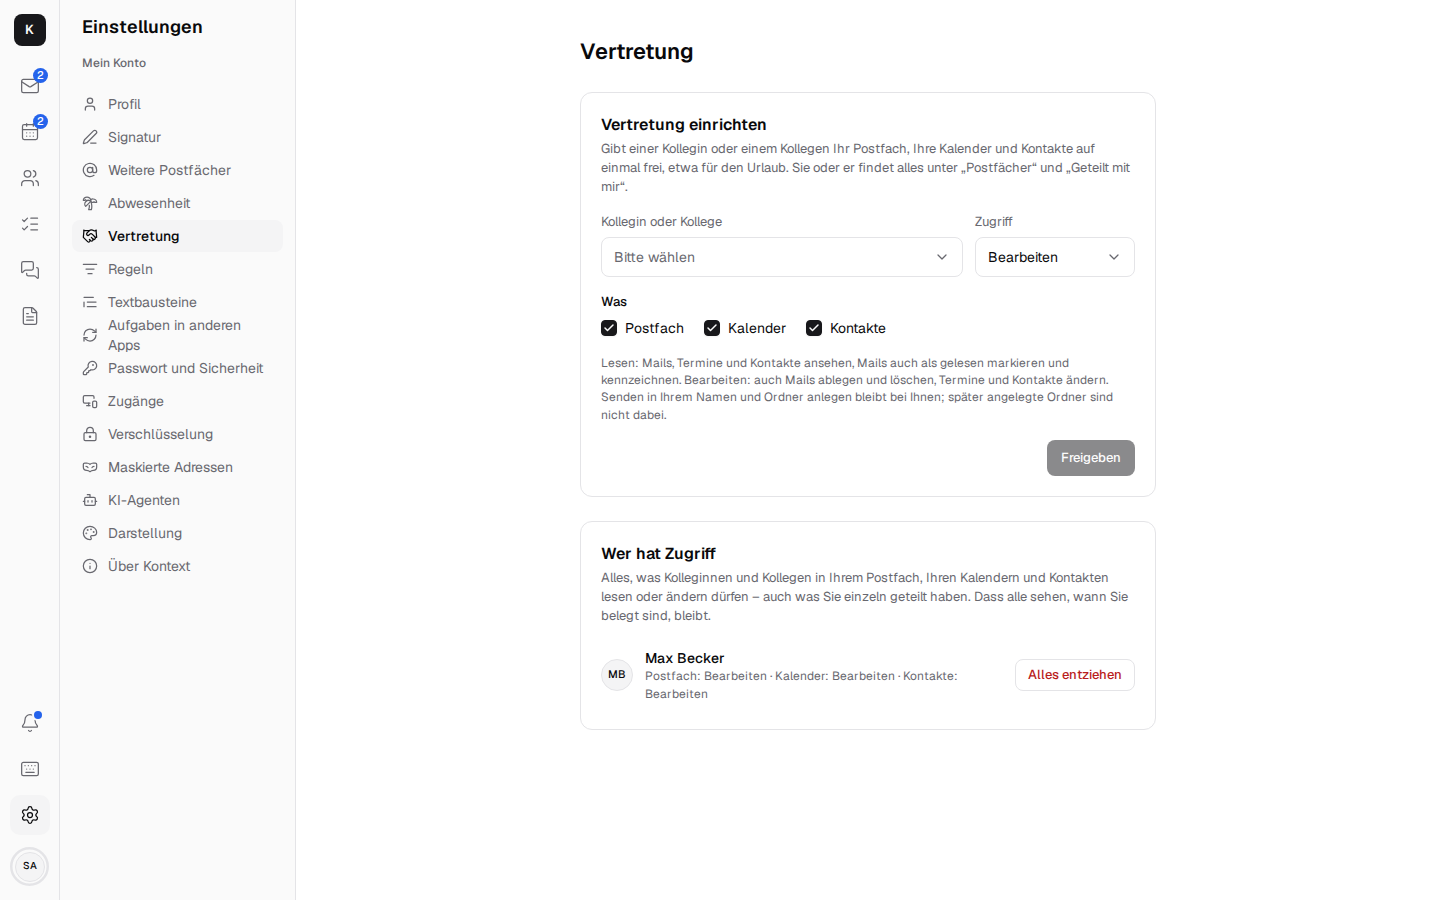 K
Einstellungen
Mein Konto
2
2
Profil
Signatur
Weitere Postfächer
Abwesenheit
Vertretung
Regeln
Textbausteine
Aufgaben in anderen
Apps
Passwort und Sicherheit
Zugänge
Verschlüsselung
Maskierte Adressen
KI-Agenten
Darstellung
Über Kontext
SA
Vertretung
Vertretung einrichten
Gibt einer Kollegin oder einem Kollegen Ihr Postfach, Ihre Kalender und Kontakte auf
einmal frei, etwa für den Urlaub. Sie oder er findet alles unter „Postfächer“ und „Geteilt mit
mir“.
Kollegin oder Kollege
Zugriff
Bitte wählen
Bearbeiten
Was
Postfach
Kalender
Kontakte
Lesen: Mails, Termine und Kontakte ansehen, Mails auch als gelesen markieren und
kennzeichnen. Bearbeiten: auch Mails ablegen und löschen, Termine und Kontakte ändern.
Senden in Ihrem Namen und Ordner anlegen bleibt bei Ihnen; später angelegte Ordner sind
nicht dabei.
Freigeben
Wer hat Zugriff
Alles, was Kolleginnen und Kollegen in Ihrem Postfach, Ihren Kalendern und Kontakten
lesen oder ändern dürfen – auch was Sie einzeln geteilt haben. Dass alle sehen, wann Sie
belegt sind, bleibt.
MB
Max Becker
Postfach: Bearbeiten · Kalender: Bearbeiten · Kontakte:
Bearbeiten
Alles entziehen